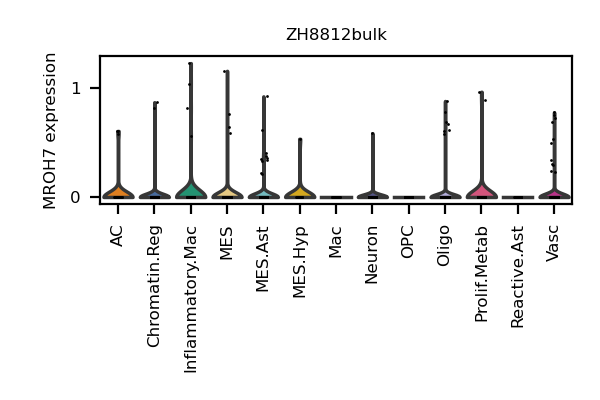 ZH8812bulk
MROH7 expression
1
0
AC
Chromatin.Reg
Inflammatory.Mac
MES
MES.Ast
MES.Hyp
Mac
Neuron
OPC
Oligo
Prolif.Metab
Reactive.Ast
Vasc